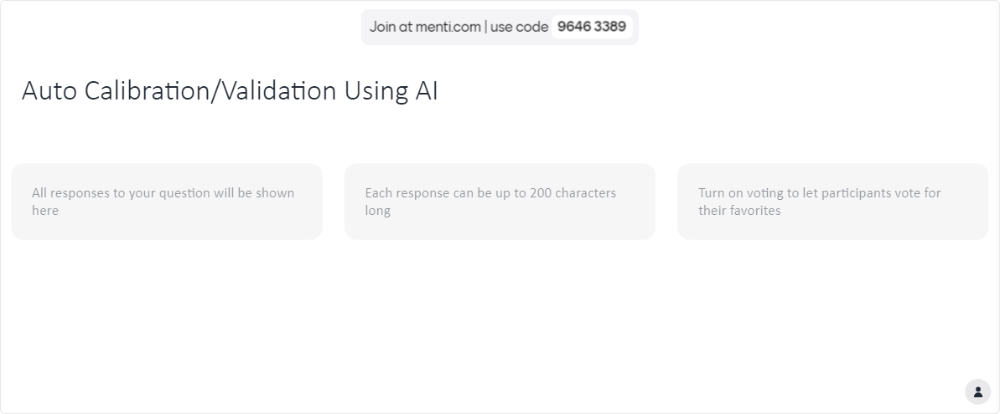 Join at menti.com | use code 9646 3389
Auto Calibration/Validation Using AI
All responses to your question will be shown
here
Each response can be up to 200 characters
long
Turn on voting to let participants vote for
their favorites